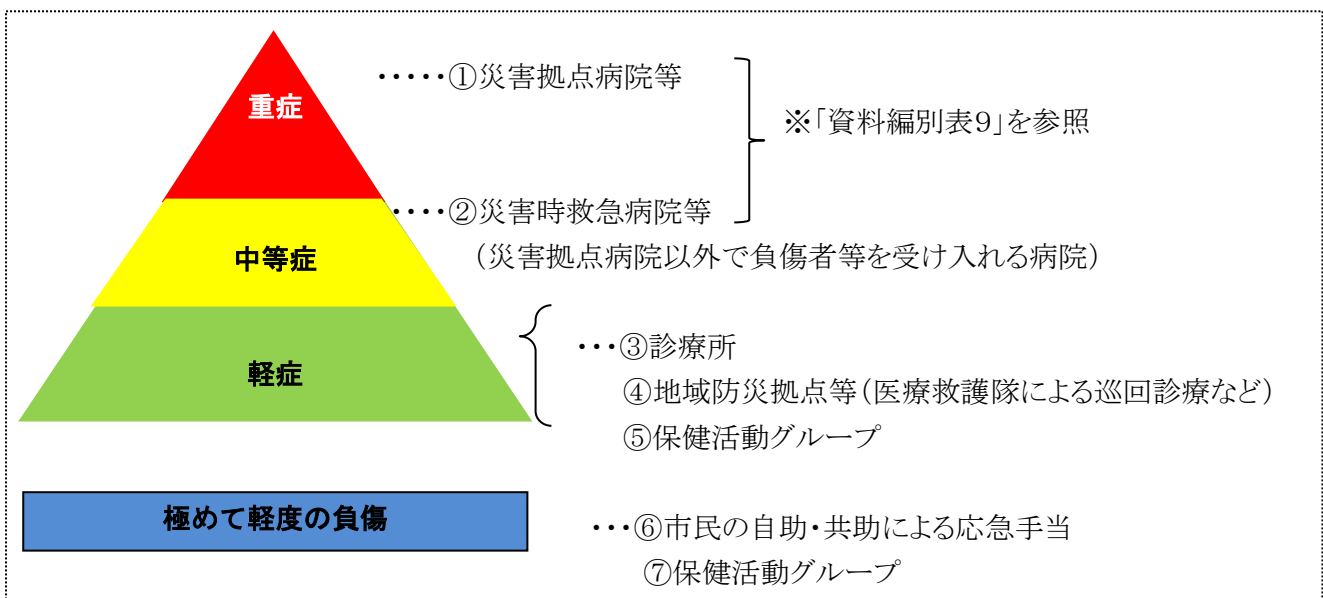 重症
・・・・・①災害拠点病院等
※「資料編別表9」を参照
・・・・②災害時救急病院等
(災害拠点病院以外で負傷者等を受け入れる病院)
中等症
軽症
・・・③診療所
④地域防災拠点等(医療救護隊による巡回診療など)
⑤保健活動グループ
極めて軽度の負傷
・・・⑥市民の自助・共助による応急手当
⑦保健活動グループ